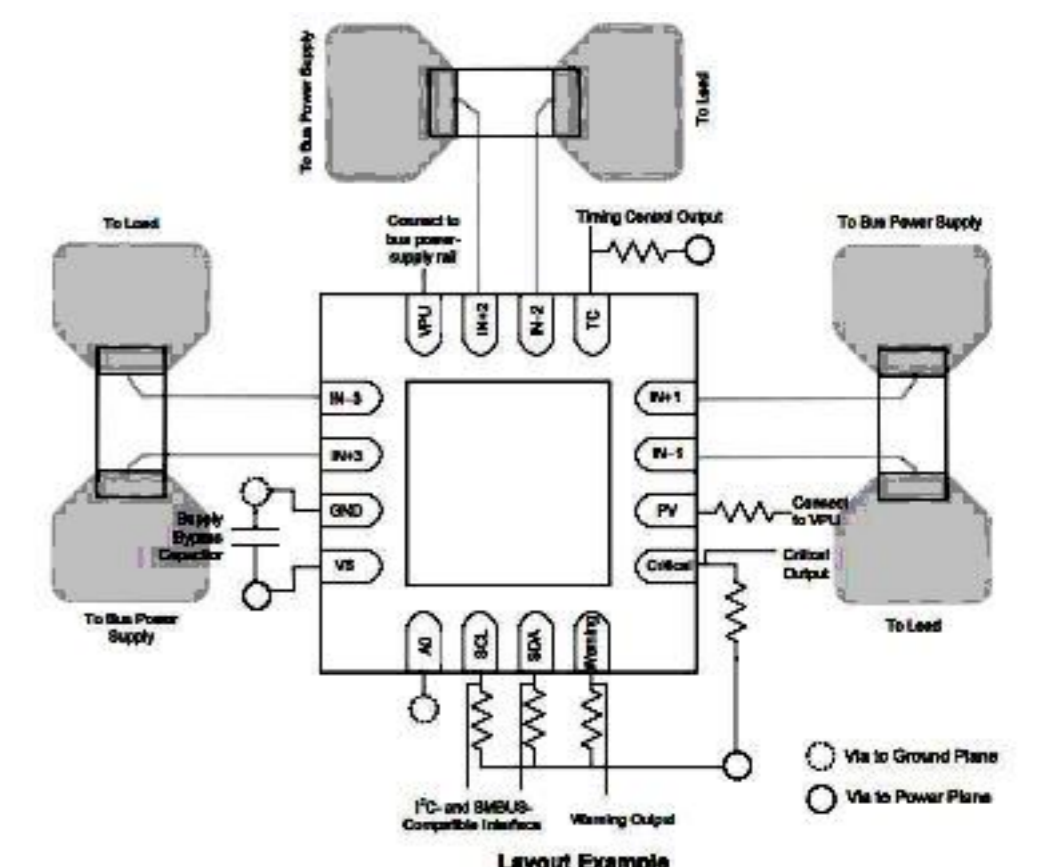 To Bus Power Supply
To Load
To Load
Connect to
bus power-
supply rail
Timing Control Output
To Bus Power Supply
VPU
IN+2
IN-2
TC
IN-3
IN+1
IN+3
IN-1
GND
PV
Connect
to VPU
Supply
Bypass
Capacitor
VS
Critical
Critical
Output
To Bus Power
Supply
To Load
A0
SCL
SDA
Warning
Via to Ground Plane
Via to Power Plane
I²C- and SMBUS-
Compatible Interface
Warning Output
Layout Example